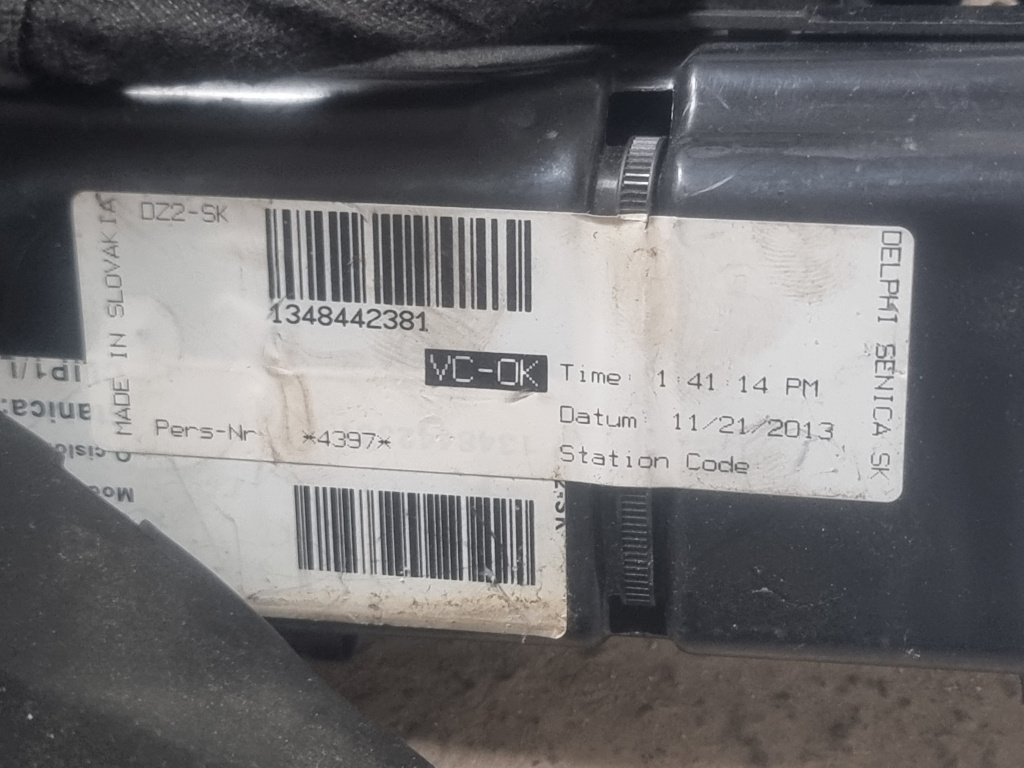 MADE IN SLOVAKIA
DZ2-SK
1348442381
VC-OK
Pers-Nr *4397*
Time: 1:41:14 PM
Datum: 11/21/2013
Station Code
DELPHI SENICA SK